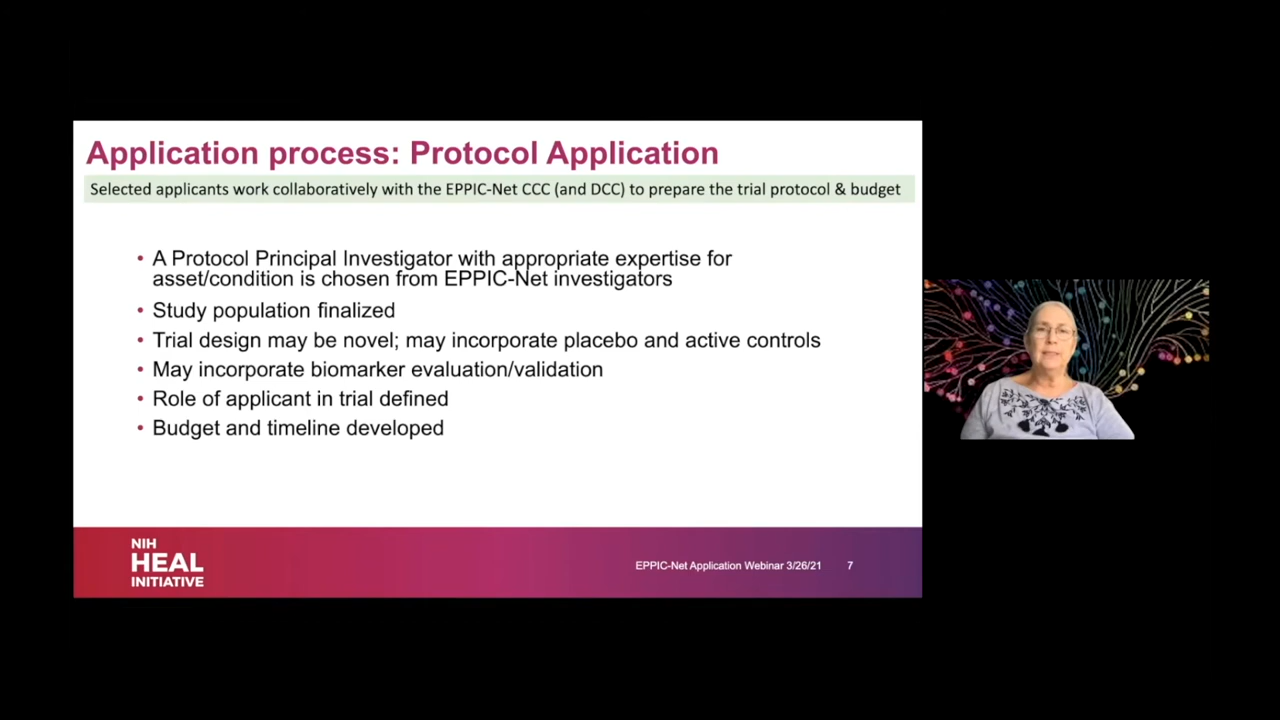 Application process: Protocol Application
Selected applicants work collaboratively with the EPPIC-Net CCC (and DCC) to prepare the trial protocol & budget
• A Protocol Principal Investigator with appropriate expertise for
asset/condition is chosen from EPPIC-Net investigators
• Study population finalized
• Trial design may be novel; may incorporate placebo and active controls
• May incorporate biomarker evaluation/validation
• Role of applicant in trial defined
• Budget and timeline developed
NIH
HEAL
INITIATIVE
EPPIC-Net Application Webinar 3/26/21 7